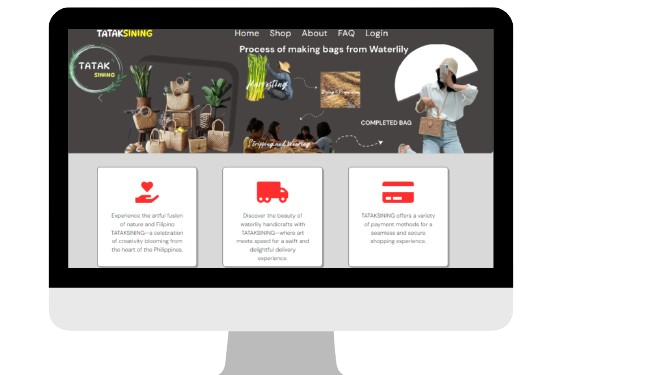 TATAKSINING
Home Shop About FAQ Login
Process of making bags from Waterlily
TATAK
SINING
Harvesting
COMPLETED BAG
Stripping and Weaving
Experience the artful fusion
of nature and Filipino
TATAKSINING—a celebration
of creativity blooming from
the heart of the Philippines.
Discover the beauty of
waterlily handicrafts with
TATAKSINING—where art
meets speed for a swift and
delightful delivery
experience.
TATAKSINING offers a variety
of payment methods for a
seamless and secure
shopping experience.